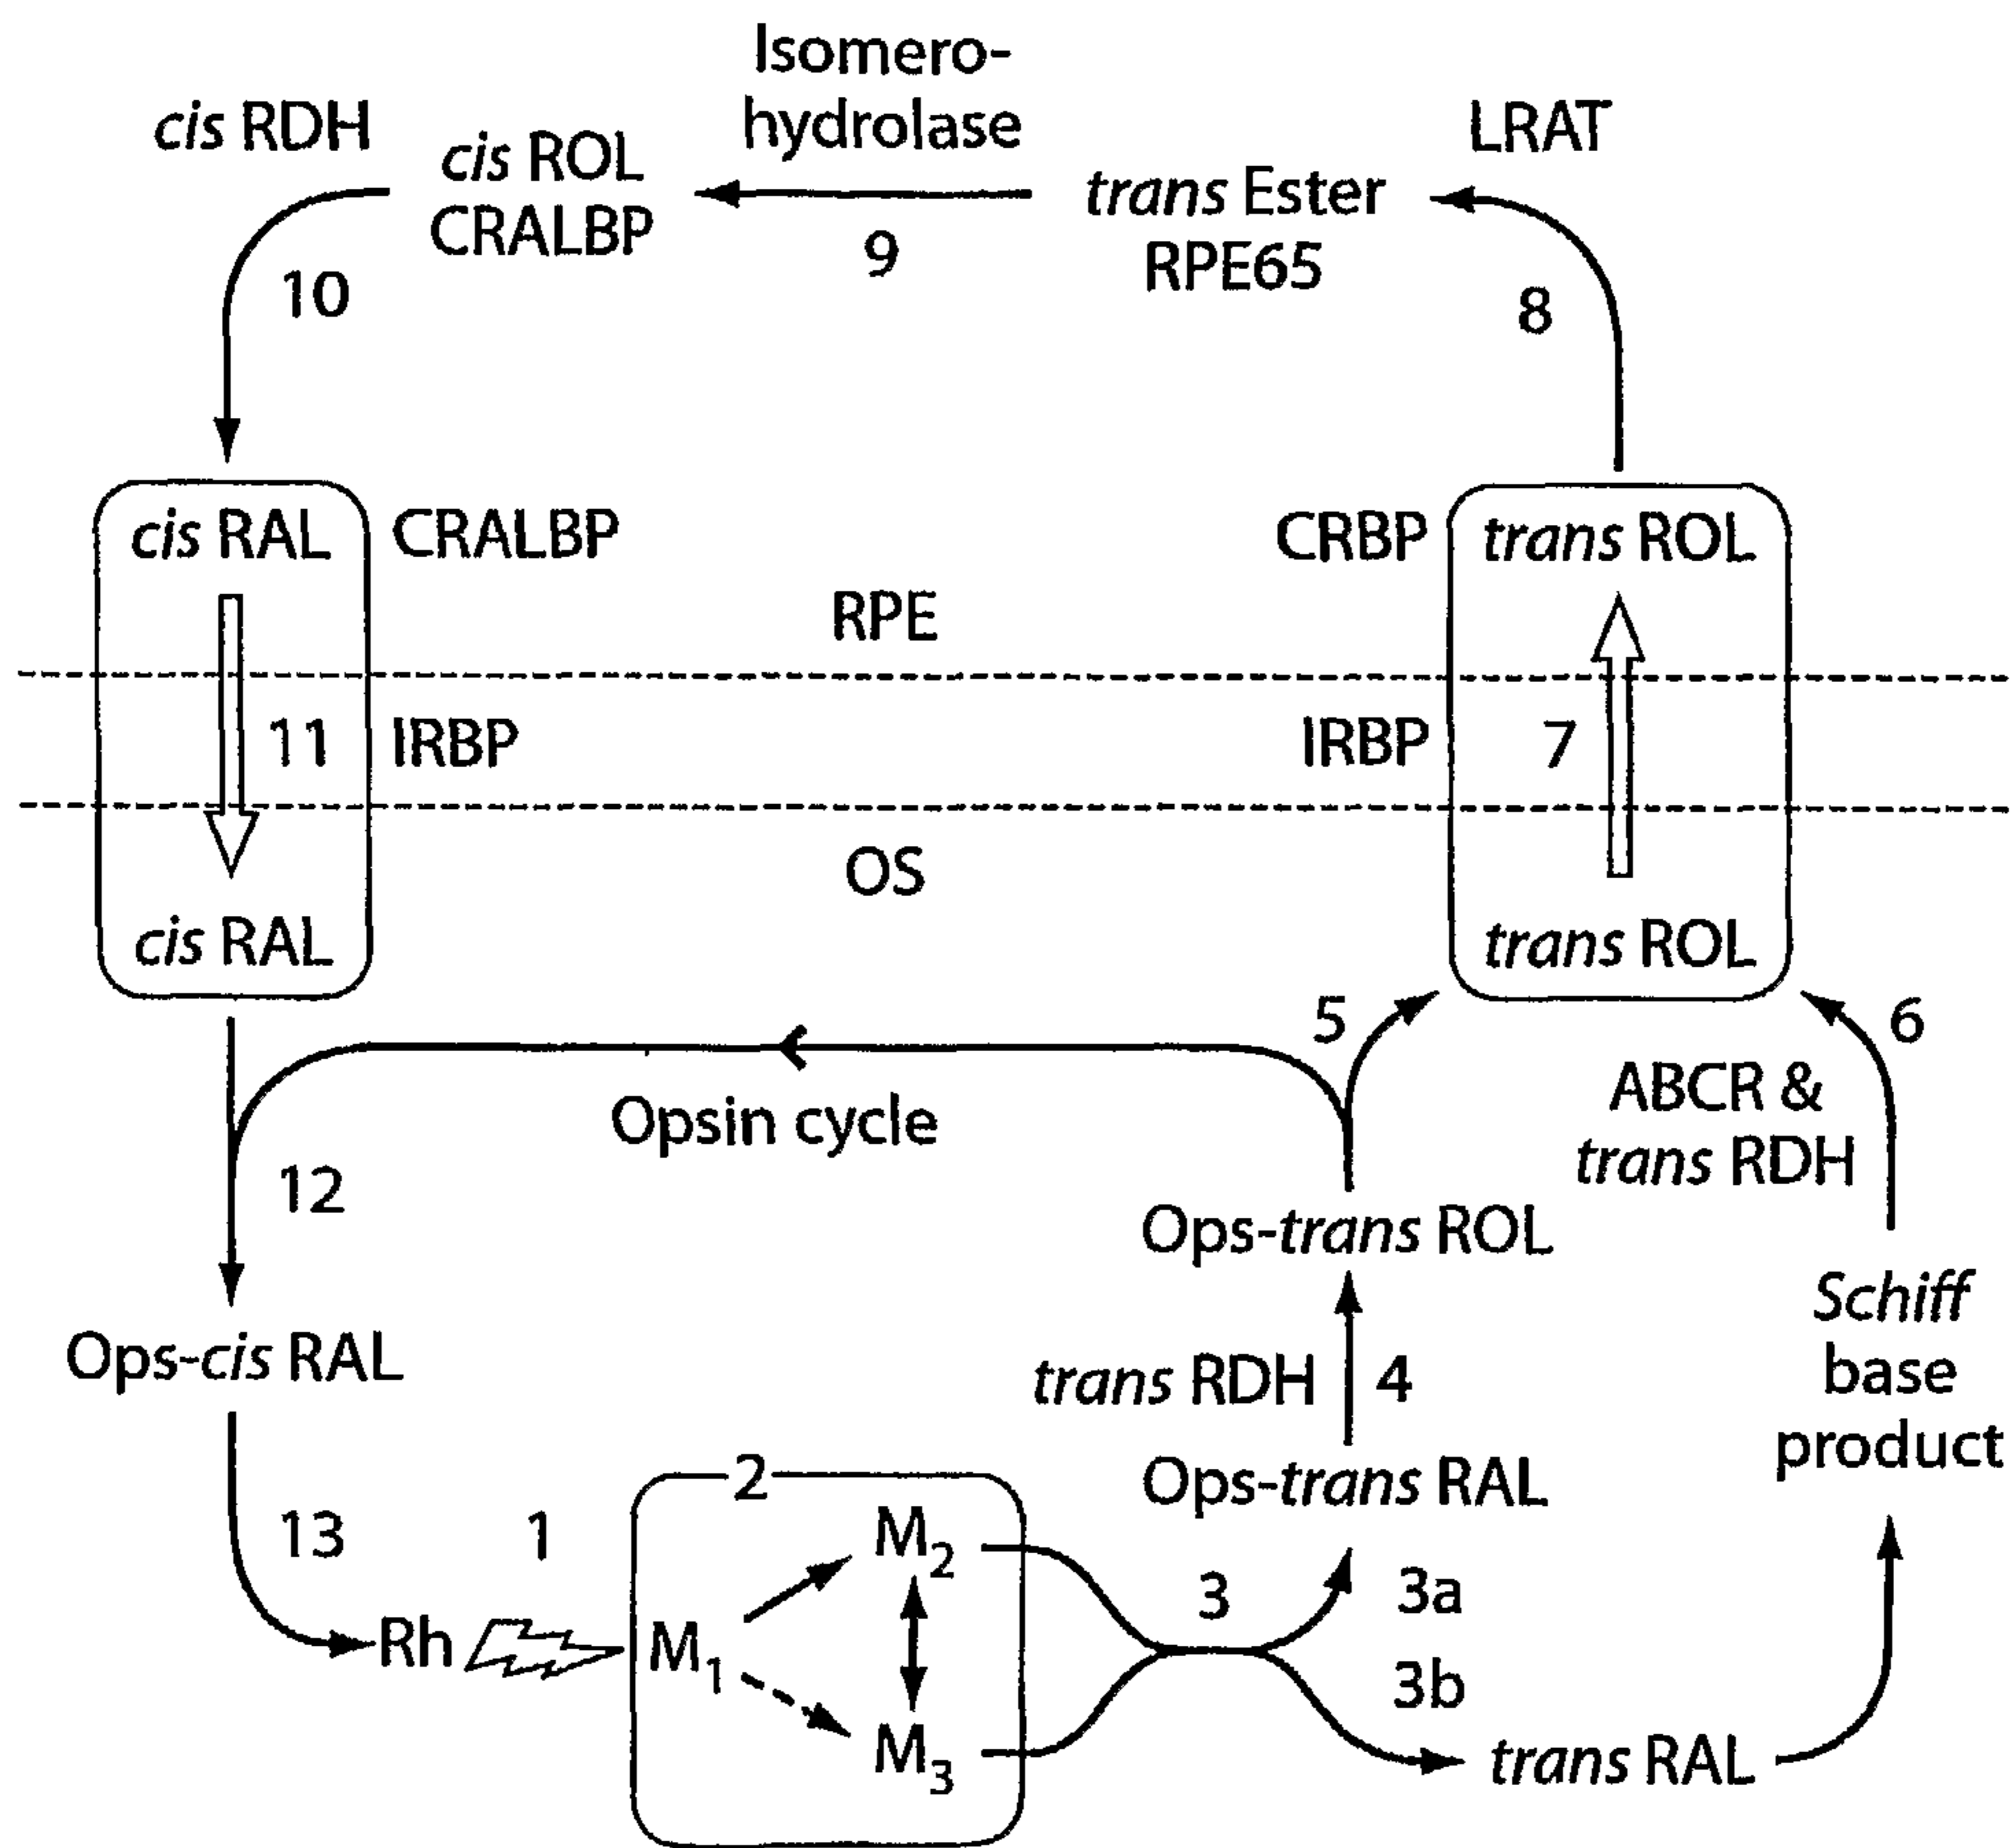 Isomero-
hydrolase
cis RDH
cis ROL
CRALBP
LRAT
trans Ester
RPE65
9
10
8
cis RAL
CRALBP
CRBP
trans ROL
RPE
11
IRBP
IRBP
7
OS
cis RAL
trans ROL
5
6
Opsin cycle
ABCR &
trans RDH
12
Ops-trans ROL
Ops-cis RAL
trans RDH
4
Schiff
base
product
Ops-trans RAL
13
1
2
M2
M1
M3
Rh
3
3a
3b
trans RAL